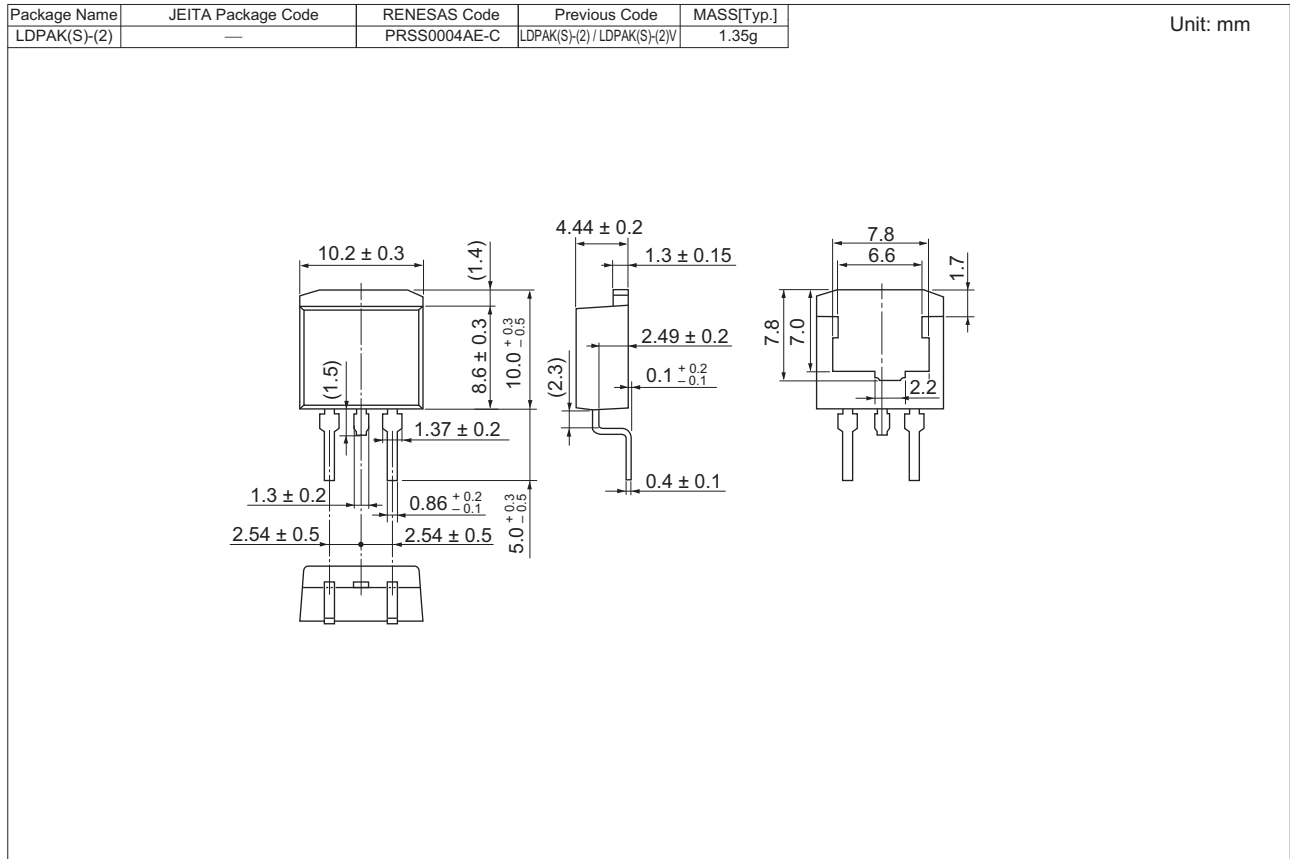 Package Name JEITA Package Code RENESAS Code Previous Code MASS[Typ.]
LDPAK(S)-(2) — PRSS0004AE-C LDPAK(S)-(2) / LDPAK(S)-(2)V 1.35g
Unit: mm
10.2 ± 0.3
(1.4)
8.6 ± 0.3
10.0 + 0.3 − 0.5
(1.5)
1.37 ± 0.2
1.3 ± 0.2
0.86 + 0.2 − 0.1
2.54 ± 0.5
2.54 ± 0.5
5.0 + 0.3 − 0.5
4.44 ± 0.2
1.3 ± 0.15
2.49 ± 0.2
(2.3)
0.1 + 0.2 − 0.1
0.4 ± 0.1
7.8
6.6
1.7
7.8
7.0
2.2